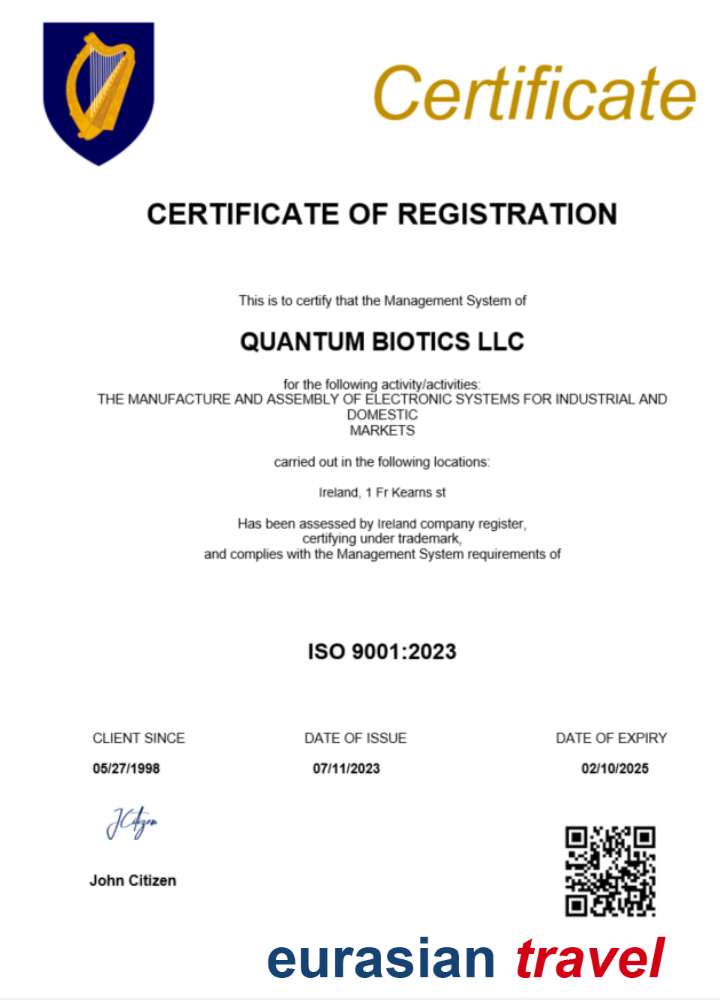 Certificate
CERTIFICATE OF REGISTRATION
This is to certify that the Management System of
QUANTUM BIOTICS LLC
for the following activity/activities:
THE MANUFACTURE AND ASSEMBLY OF ELECTRONIC SYSTEMS FOR INDUSTRIAL AND
DOMESTIC
MARKETS
carried out in the following locations:
Ireland, 1 Fr Kearns st
Has been assessed by Ireland company register,
certifying under trademark,
and complies with the Management System requirements of
ISO 9001:2023
CLIENT SINCE DATE OF ISSUE DATE OF EXPIRY
05/27/1998 07/11/2023 02/10/2025
JCitizen
John Citizen
eurasian travel